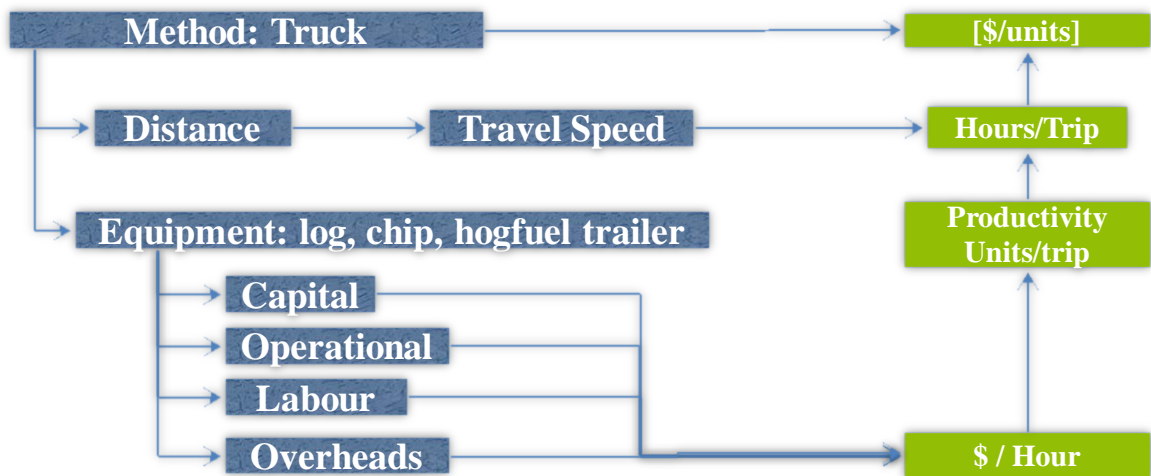 Method: Truck
[$/units]
Distance
Travel Speed
Hours/Trip
Equipment: log, chip, hogfuel trailer
Productivity
Units/trip
Capital
Operational
Labour
Overheads
$ / Hour